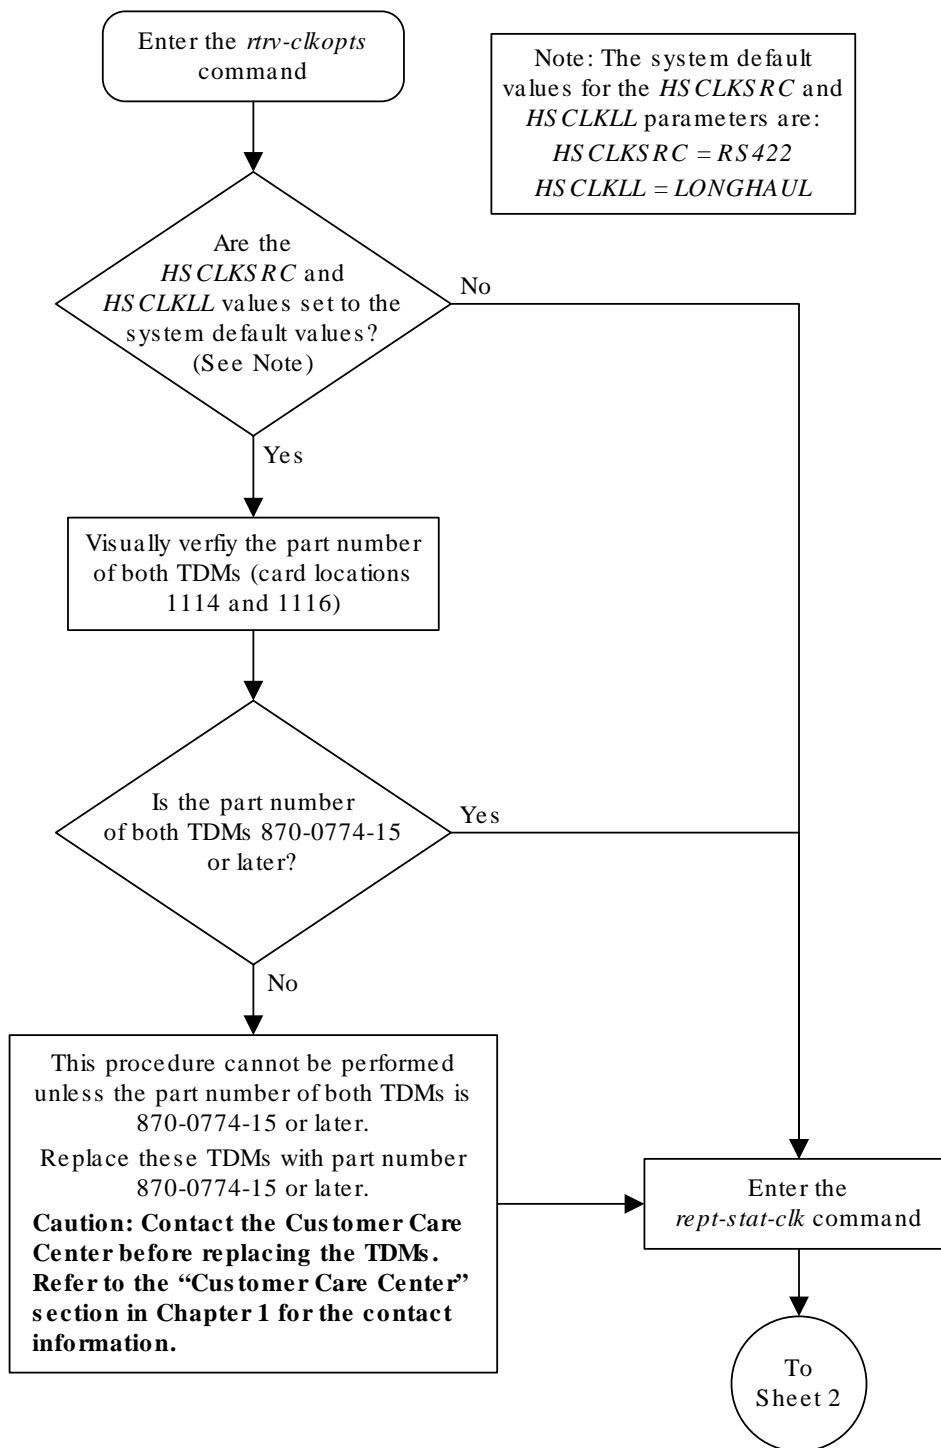 Enter the rtrv-clkopts
command
Note: The system default
values for the HSCLKSRC and
HSCLKLL parameters are:
HSCLKSRC = RS422
HSCLKLL = LONGHAUL
Are the
HSCLKSRC and
HSCLKLL values set to the
system default values?
(See Note)
No
Yes
Visually verfiy the part number
of both TDMs (card locations
1114 and 1116)
Is the part number
of both TDMs 870-0774-15
or later?
Yes
No
This procedure cannot be performed
unless the part number of both TDMs is
870-0774-15 or later.
Replace these TDMs with part number
870-0774-15 or later.
Caution: Contact the Customer Care
Center before replacing the TDMs.
Refer to the “Customer Care Center”
section in Chapter 1 for the contact
information.
Enter the
rept-stat-clk command
To
Sheet 2